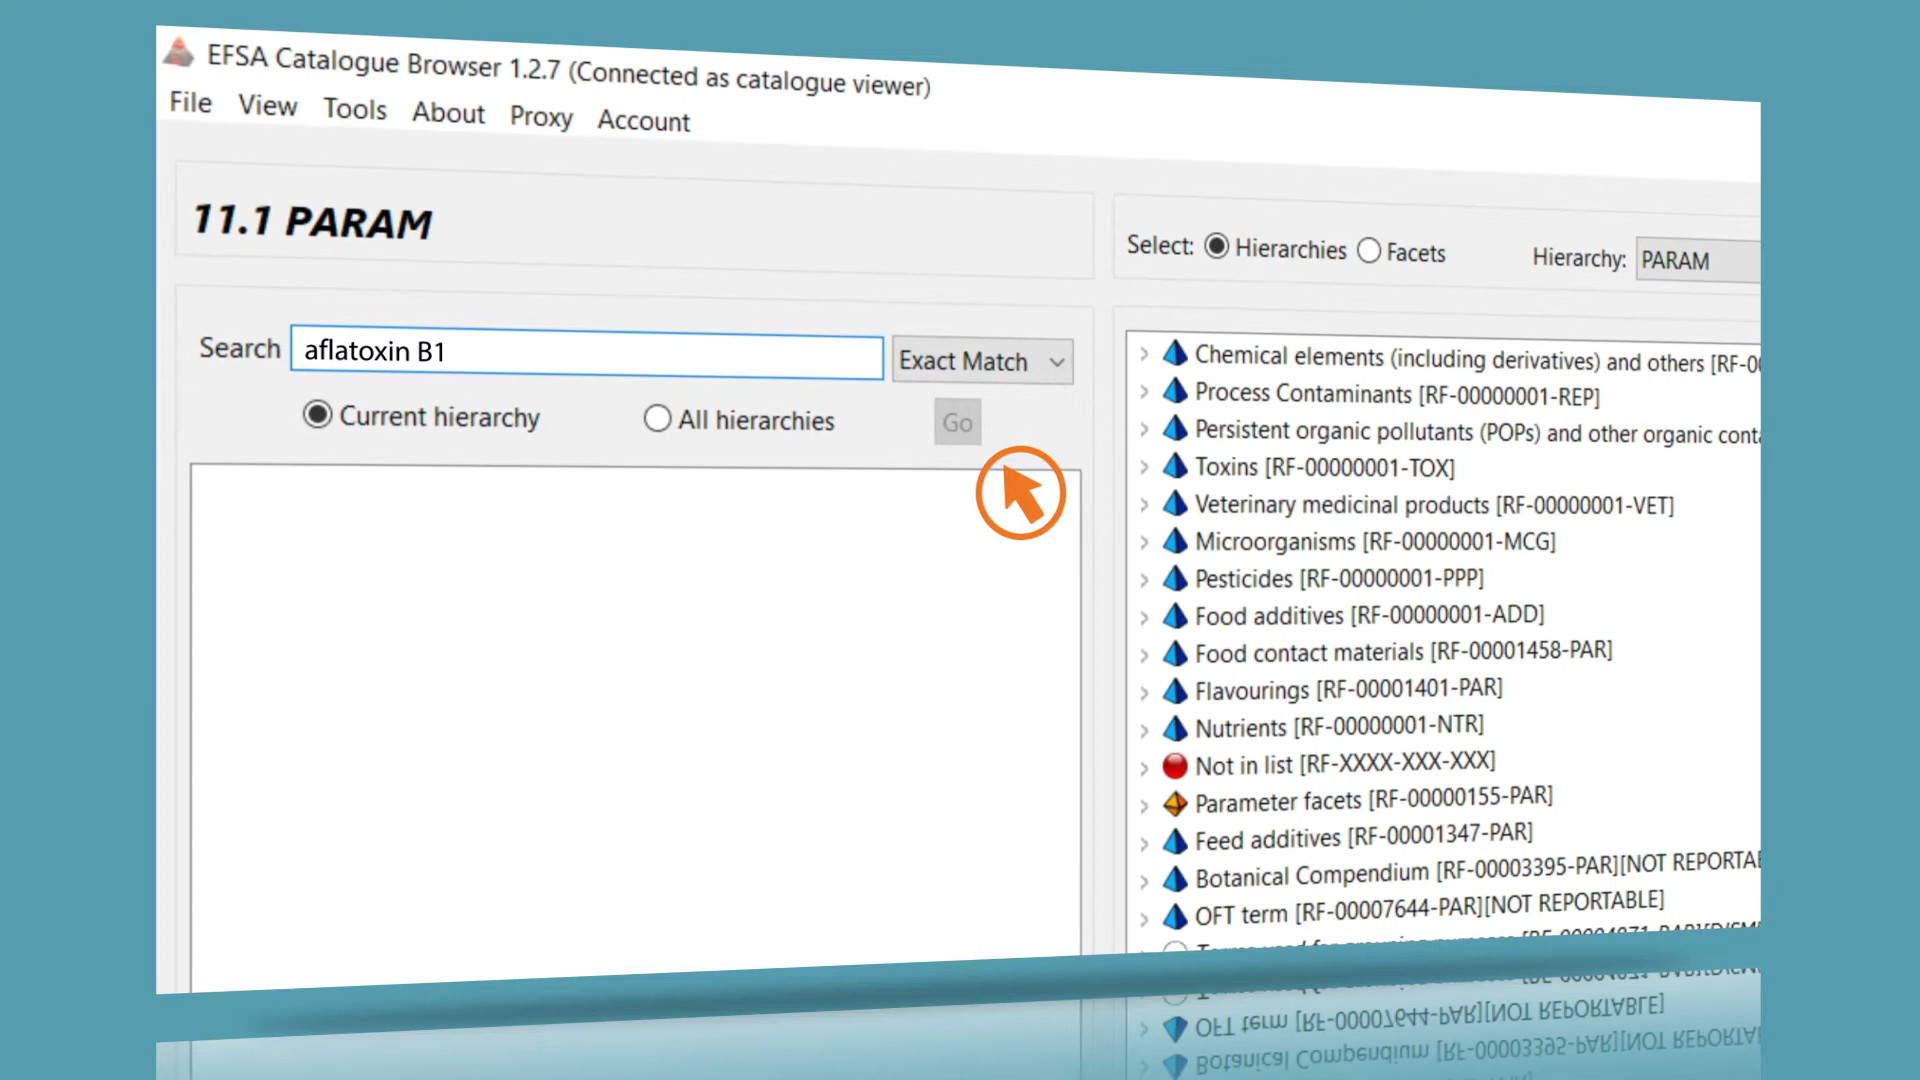 EFSA Catalogue Browser 1.2.7 (Connected as catalogue viewer)
File View Tools About Proxy Account
11.1 PARAM
Search aflatoxin B1 Exact Match
Current hierarchy All hierarchies Go
Select: Hierarchies Facets Hierarchy: PARAM
Chemical elements (including derivatives) and others [RF-00
Process Contaminants [RF-00000001-REP]
Persistent organic pollutants (POPs) and other organic conta
Toxins [RF-00000001-TOX]
Veterinary medicinal products [RF-00000001-VET]
Microorganisms [RF-00000001-MCG]
Pesticides [RF-00000001-PPP]
Food additives [RF-00000001-ADD]
Food contact materials [RF-00001458-PAR]
Flavourings [RF-00001401-PAR]
Nutrients [RF-00000001-NTR]
Not in list [RF-XXXX-XXX-XXX]
Parameter facets [RF-00000155-PAR]
Feed additives [RF-00001347-PAR]
Botanical Compendium [RF-00003395-PAR][NOT REPORTAB
OFT term [RF-00007644-PAR][NOT REPORTABLE]